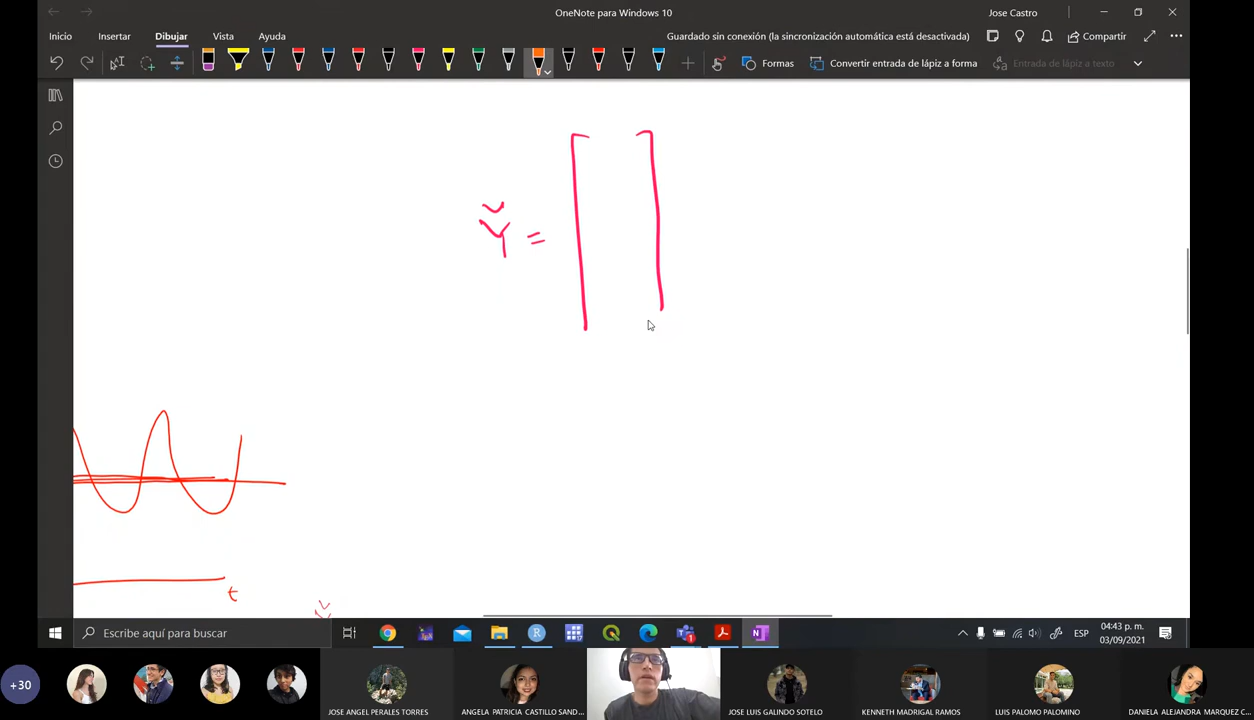 OneNote para Windows 10
Jose Castro
Inicio Insertar Dibujar Vista Ayuda
Guardado sin conexión (la sincronización automática está desactivada)
Compartir
Formas
Convertir entrada de lápiz a forma
Entrada de lápiz a texto
Y̌ =
t
Escribe aquí para buscar
ESP
04:43 p. m.
03/09/2021
+30
JOSE ANGEL PERALES TORRES
ANGELA PATRICIA CASTILLO SAND...
JOSE LUIS GALINDO SOTELO
KENNETH MADRIGAL RAMOS
LUIS PALOMO PALOMINO
DANIELA ALEJANDRA MARQUEZ C...